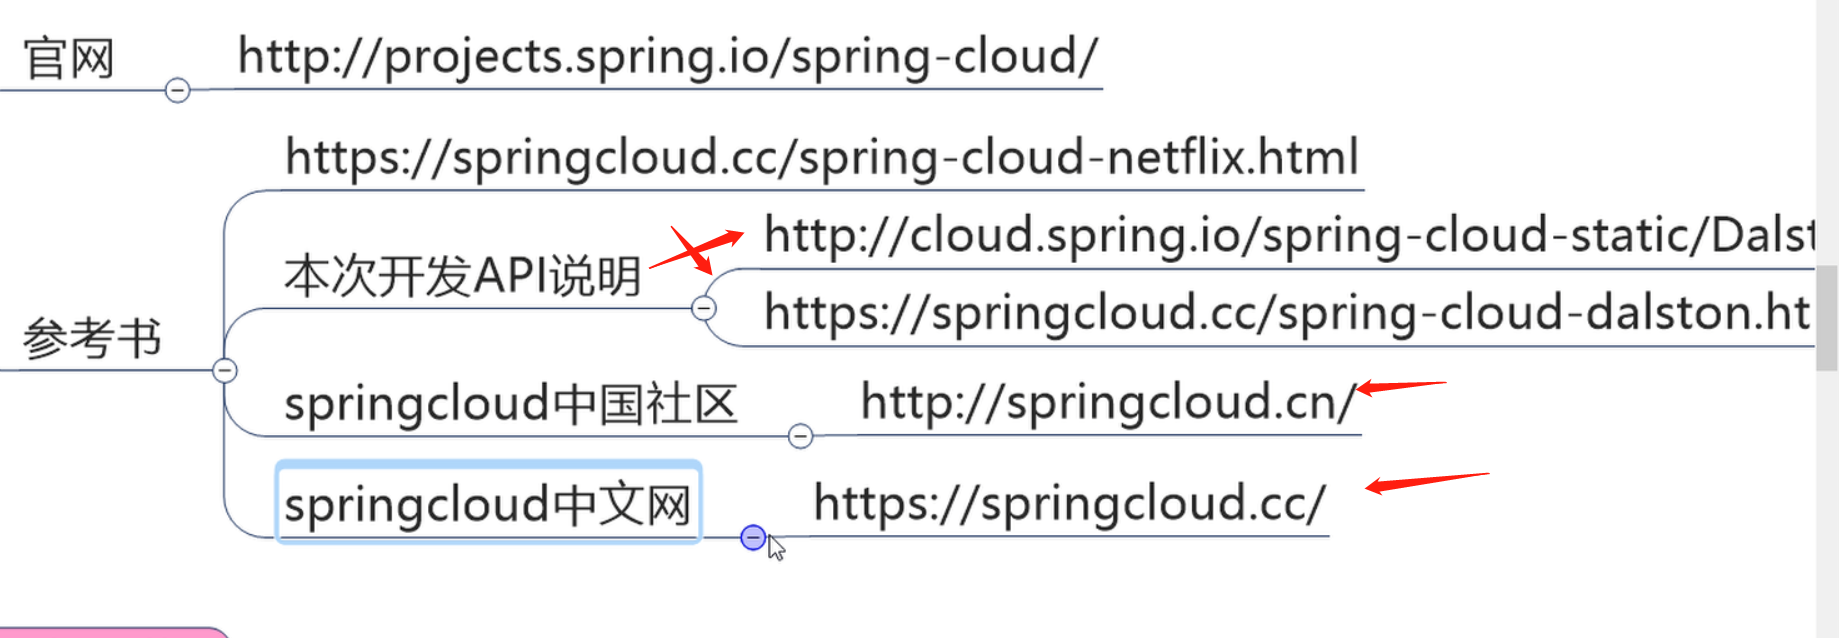 官网
http://projects.spring.io/spring-cloud/
https://springcloud.cc/spring-cloud-netflix.html
本次开发API说明
http://cloud.spring.io/spring-cloud-static/Dalst
https://springcloud.cc/spring-cloud-dalston.ht
参考书
springcloud中国社区
http://springcloud.cn/
springcloud中文网
https://springcloud.cc/